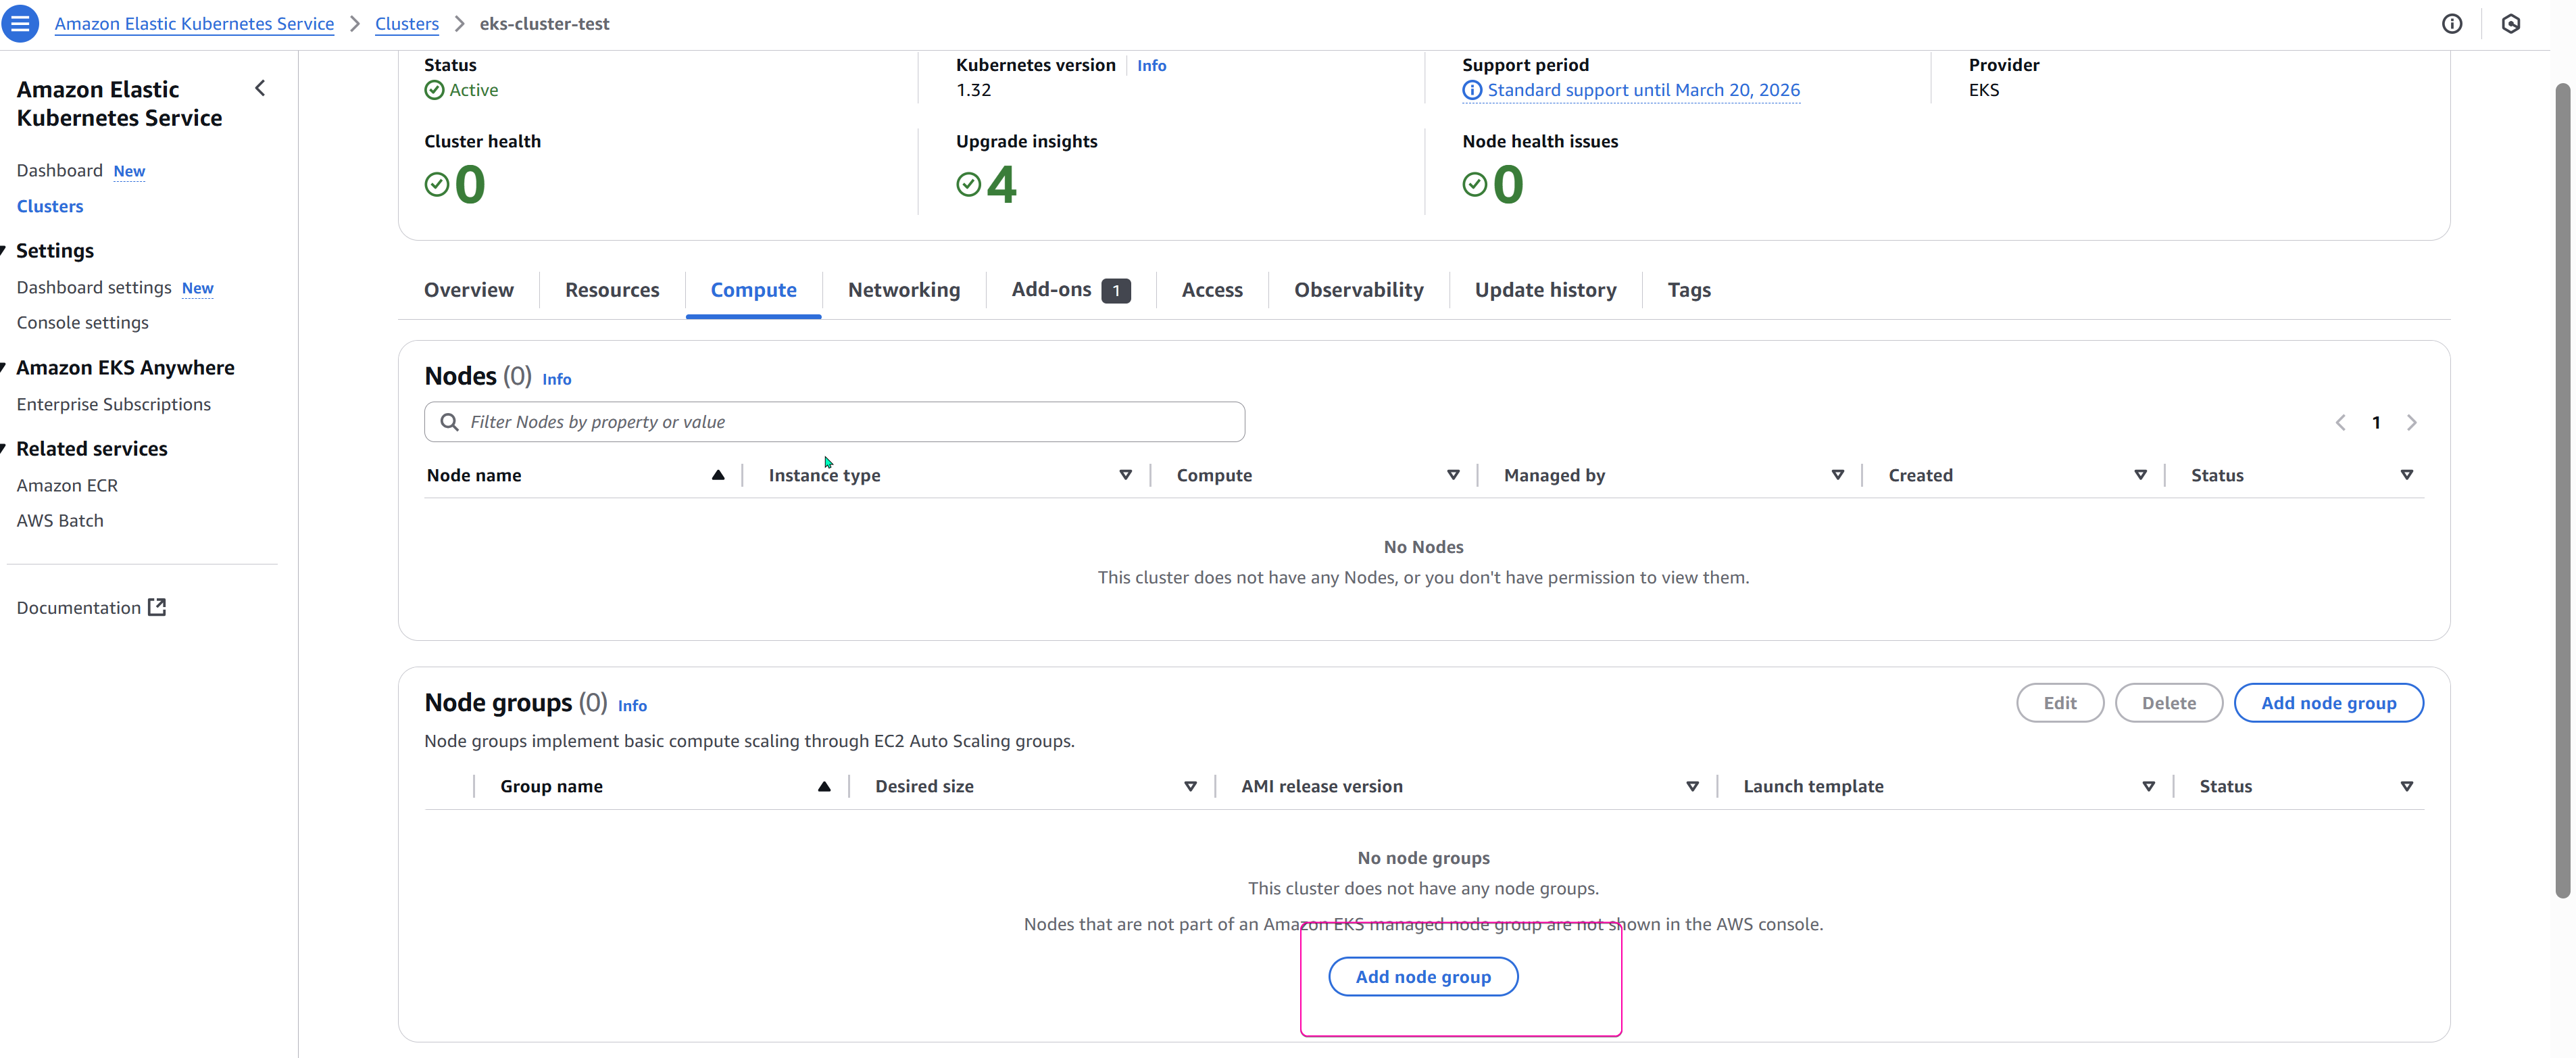 Amazon Elastic Kubernetes Service > Clusters > eks-cluster-test
Amazon Elastic
Kubernetes Service
Dashboard New
Clusters
Settings
Dashboard settings New
Console settings
Amazon EKS Anywhere
Enterprise Subscriptions
Related services
Amazon ECR
AWS Batch
Documentation
Status
Active
Kubernetes version Info
1.32
Support period
Standard support until March 20, 2026
Provider
EKS
Cluster health
0
Upgrade insights
4
Node health issues
0
Overview Resources Compute Networking Add-ons 1 Access Observability Update history Tags
Nodes (0) Info
Filter Nodes by property or value
1
Node name Instance type Compute Managed by Created Status
No Nodes
This cluster does not have any Nodes, or you don't have permission to view them.
Node groups (0) Info
Edit Delete Add node group
Node groups implement basic compute scaling through EC2 Auto Scaling groups.
Group name Desired size AMI release version Launch template Status
No node groups
This cluster does not have any node groups.
Nodes that are not part of an Amazon EKS managed node group are not shown in the AWS console.
Add node group